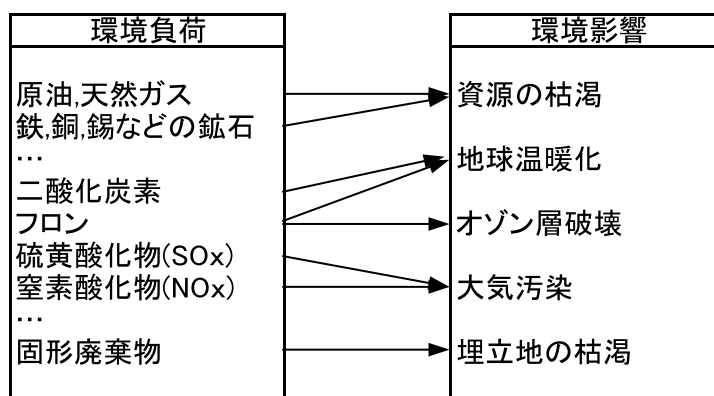 環境負荷
原油,天然ガス
鉄,銅,錫などの鉱石
…
二酸化炭素
フロン
硫黄酸化物(SOx)
窒素酸化物(NOx)
…
固形廃棄物
環境影響
資源の枯渇
地球温暖化
オゾン層破壊
大気汚染
埋立地の枯渇